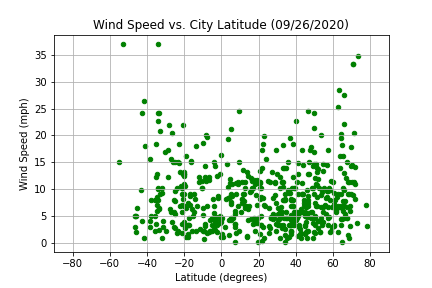 Wind Speed vs. City Latitude (09/26/2020)
Wind Speed (mph)
35
30
25
20
15
10
5
0
−80 −60 −40 −20 0 20 40 60 80
Latitude (degrees)